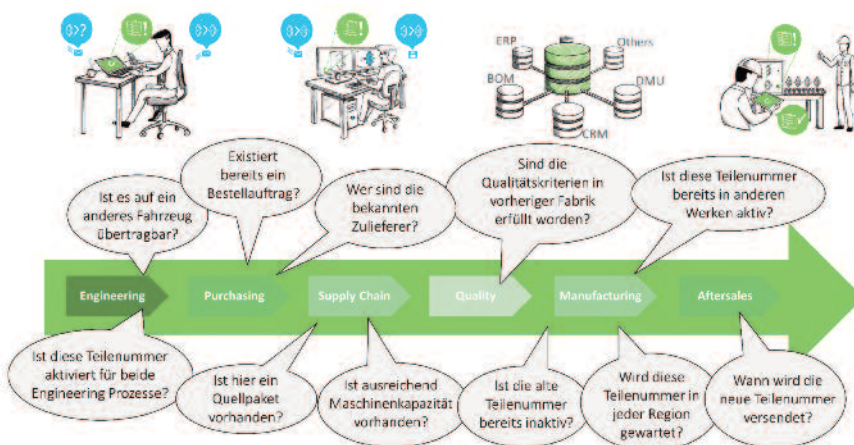 ERP
Others
BOM
DMU
CRM
Ist es auf ein
anderes Fahrzeug
übertragbar?
Existiert
bereits ein
Bestellauftrag?
Wer sind die
bekannten
Zulieferer?
Sind die
Qualitätskriterien in
vorheriger Fabrik
erfüllt worden?
Ist diese Teilenummer
bereits in anderen
Werken aktiv?
Engineering
Purchasing
Supply Chain
Quality
Manufacturing
Aftersales
Ist diese Teilenummer
aktiviert für beide
Engineering Prozesse?
Ist hier ein
Quellpaket
vorhanden?
Ist ausreichend
Maschinenkapazität
vorhanden?
Ist die alte
Teilenummer
bereits inaktiv?
Wird diese
Teilenummer in
jeder Region
gewartet?
Wann wird die
neue Teilenummer
versendet?